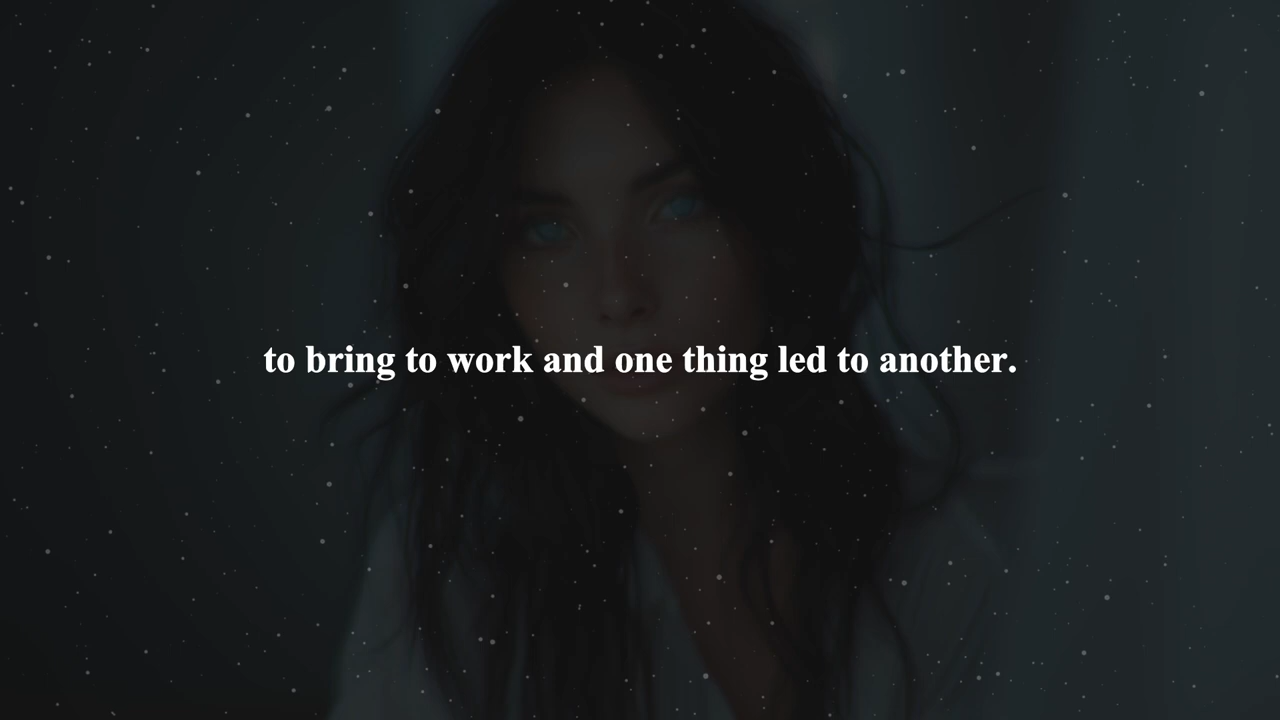 to bring to work and one thing led to another.